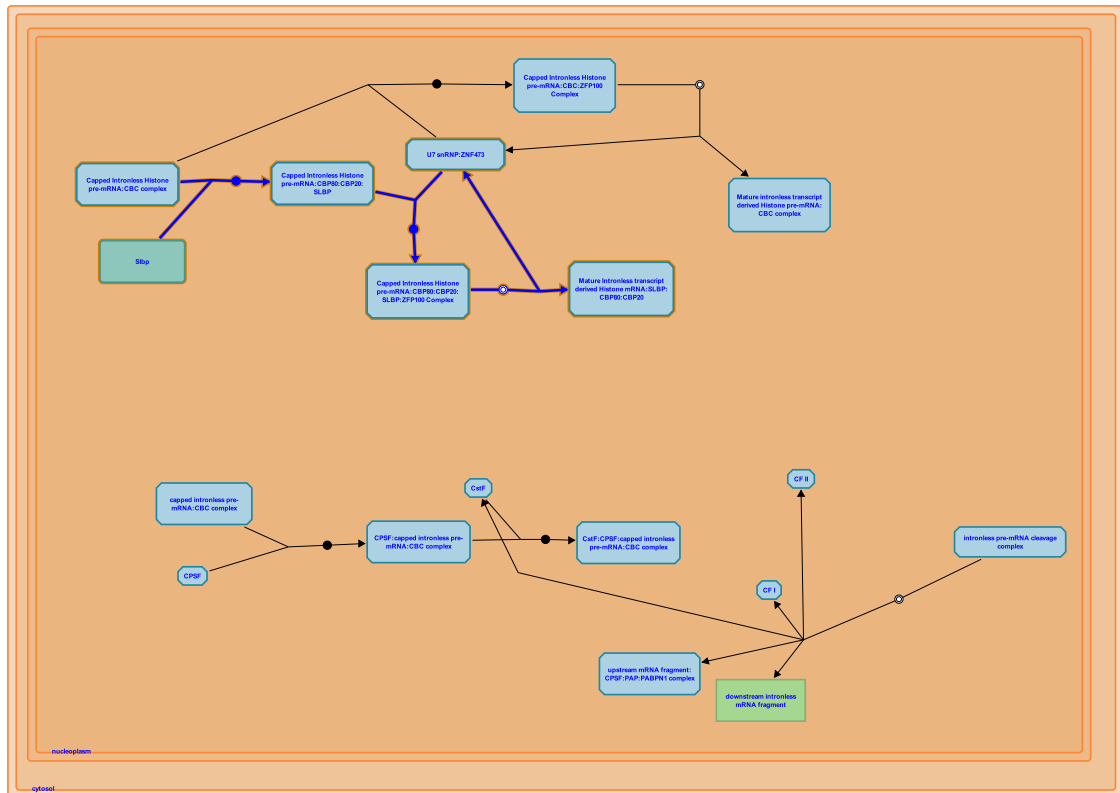 Capped Intronless Histone
pre-mRNA:CBC:ZFP100
Complex
U7 snRNP:ZNF473
Capped Intronless Histone
pre-mRNA:CBC complex
Capped Intronless Histone
pre-mRNA:CBP80:CBP20:
SLBP
Mature intronless transcript
derived Histone pre-mRNA:
CBC complex
Slbp
Capped Intronless Histone
pre-mRNA:CBP80:CBP20:
SLBP:ZFP100 Complex
Mature Intronless transcript
derived Histone mRNA:SLBP:
CBP80:CBP20
CstF
CF II
capped intronless pre-
mRNA:CBC complex
CPSF:capped intronless pre-
mRNA:CBC complex
CstF:CPSF:capped intronless
pre-mRNA:CBC complex
intronless pre-mRNA cleavage
complex
CPSF
CF I
upstream mRNA fragment:
CPSF:PAP:PABPN1 complex
downstream intronless
mRNA fragment
nucleoplasm
cytosol